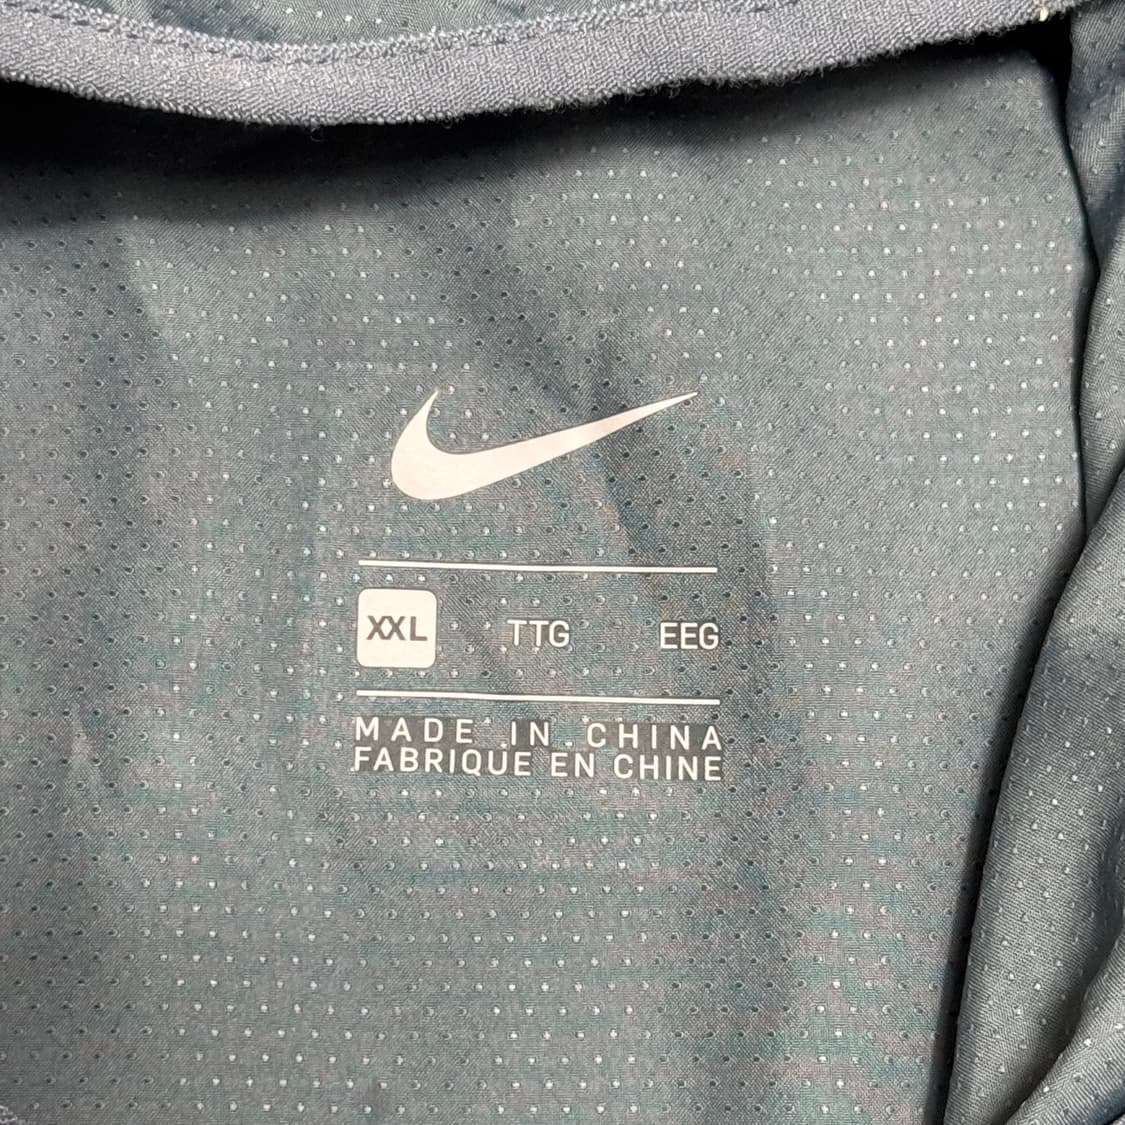 XXL TTG EEG
MADE IN CHINA
FABRIQUE EN CHINE